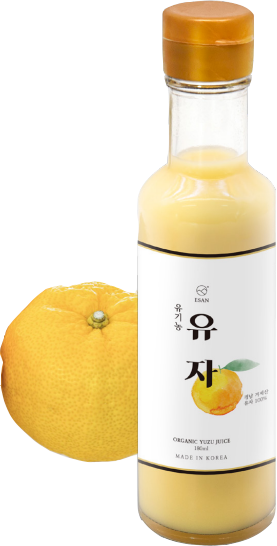 ESAN
유기농
유
자
ORGANIC YUZU JUICE
180ml
MADE IN KOREA